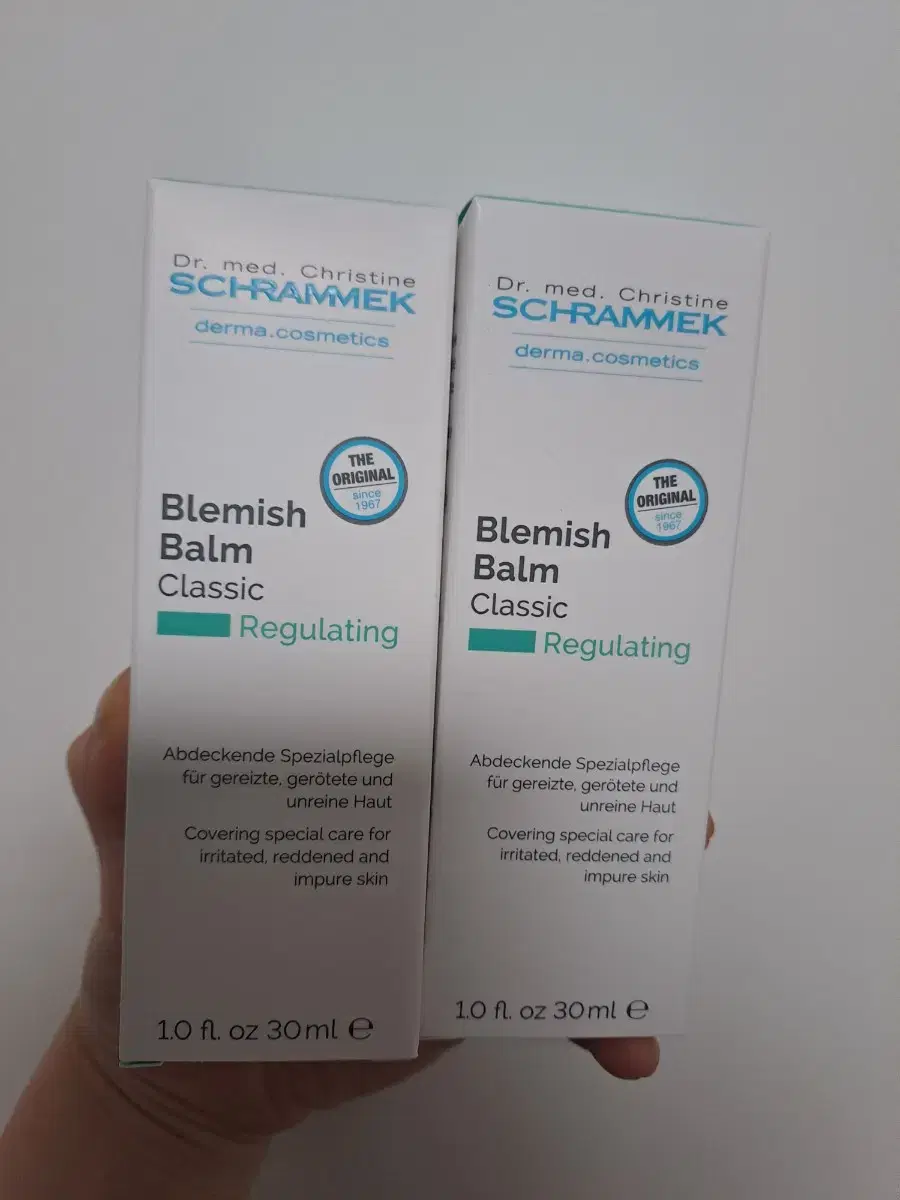 Dr. med. Christine
SCHRAMMEK
derma.cosmetics
THE
ORIGINAL
since
1967
Blemish
Balm
Classic
Regulating
Abdeckende Spezialpflege
für gereizte, gerötete und
unreine Haut
Covering special care for
irritated, reddened and
impure skin
1.0 fl. oz 30ml ℮
Dr. med. Christine
SCHRAMMEK
derma.cosmetics
THE
ORIGINAL
since
1967
Blemish
Balm
Classic
Regulating
Abdeckende Spezialpflege
für gereizte, gerötete und
unreine Haut
Covering special care for
irritated, reddened and
impure skin
1.0 fl. oz 30ml ℮